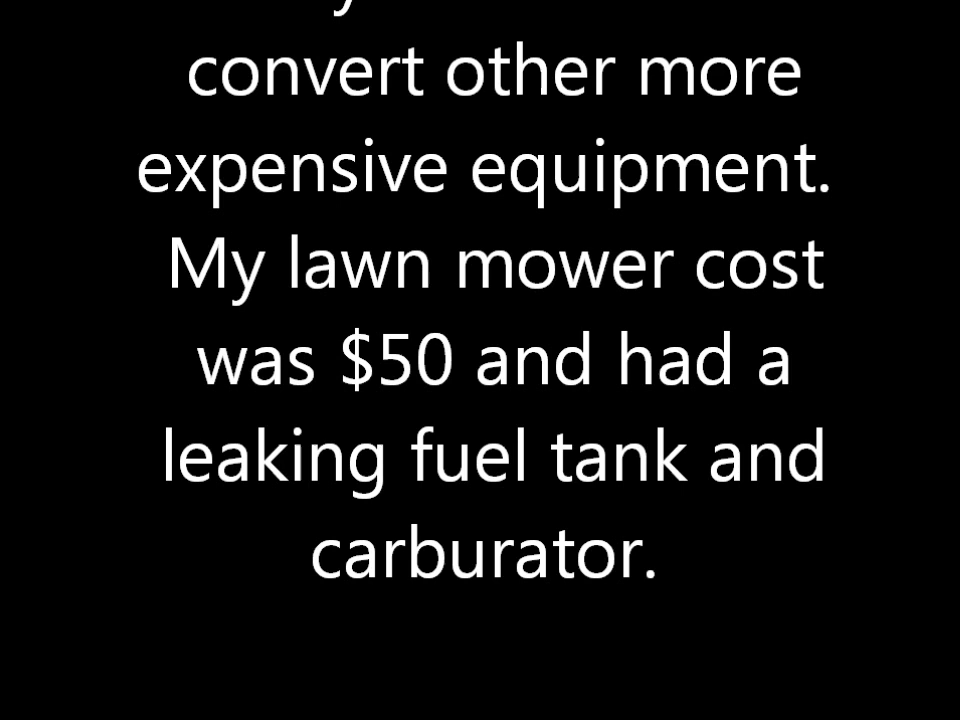 convert other more
expensive equipment.
My lawn mower cost
was $50 and had a
leaking fuel tank and
carburator.